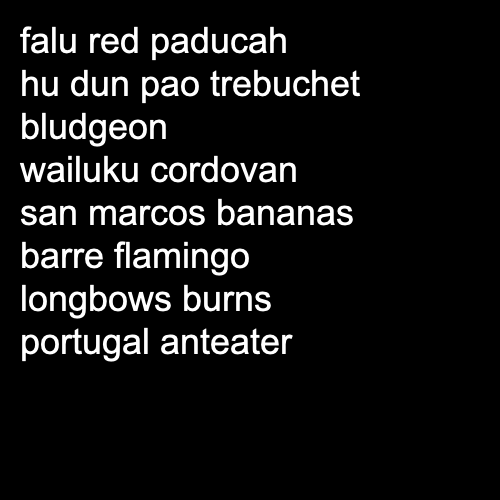 falu red paducah
hu dun pao trebuchet
bludgeon
wailuku cordovan
san marcos bananas
barre flamingo
longbows burns
portugal anteater